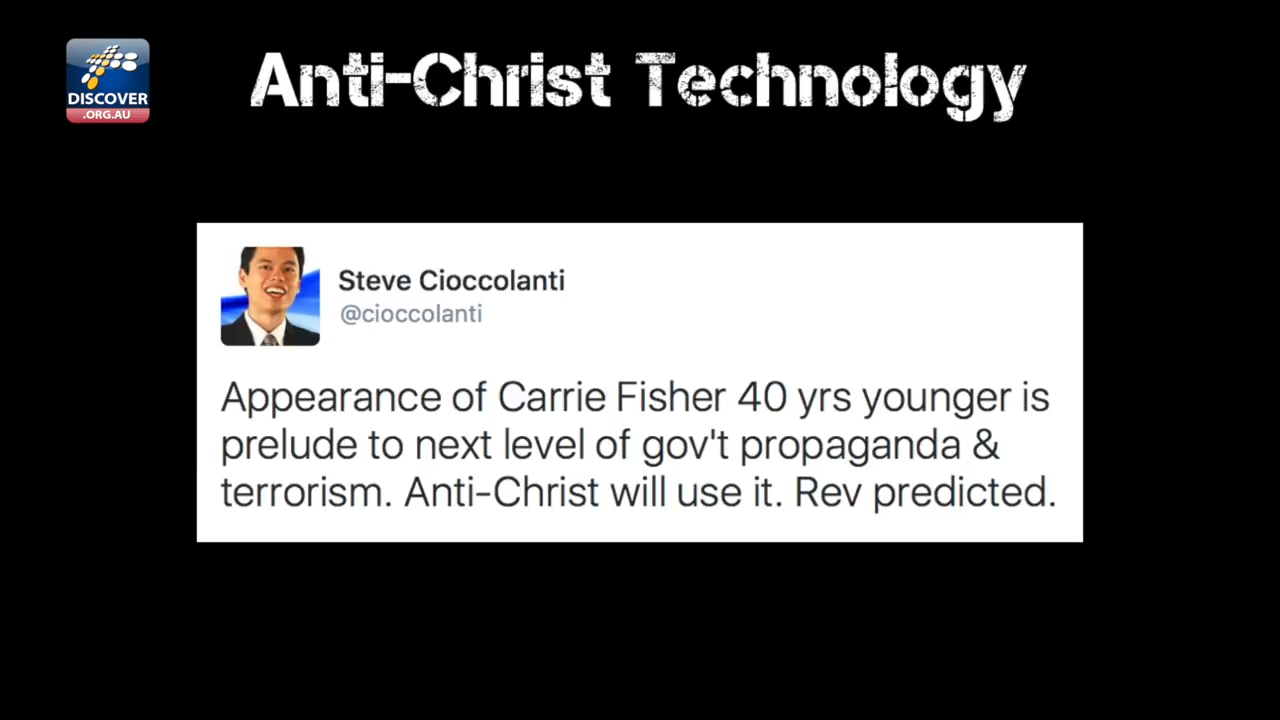 DISCOVER
.ORG.AU
Anti-Christ Technology
Steve Cioccolanti
@cioccolanti
Appearance of Carrie Fisher 40 yrs younger is
prelude to next level of gov't propaganda &
terrorism. Anti-Christ will use it. Rev predicted.